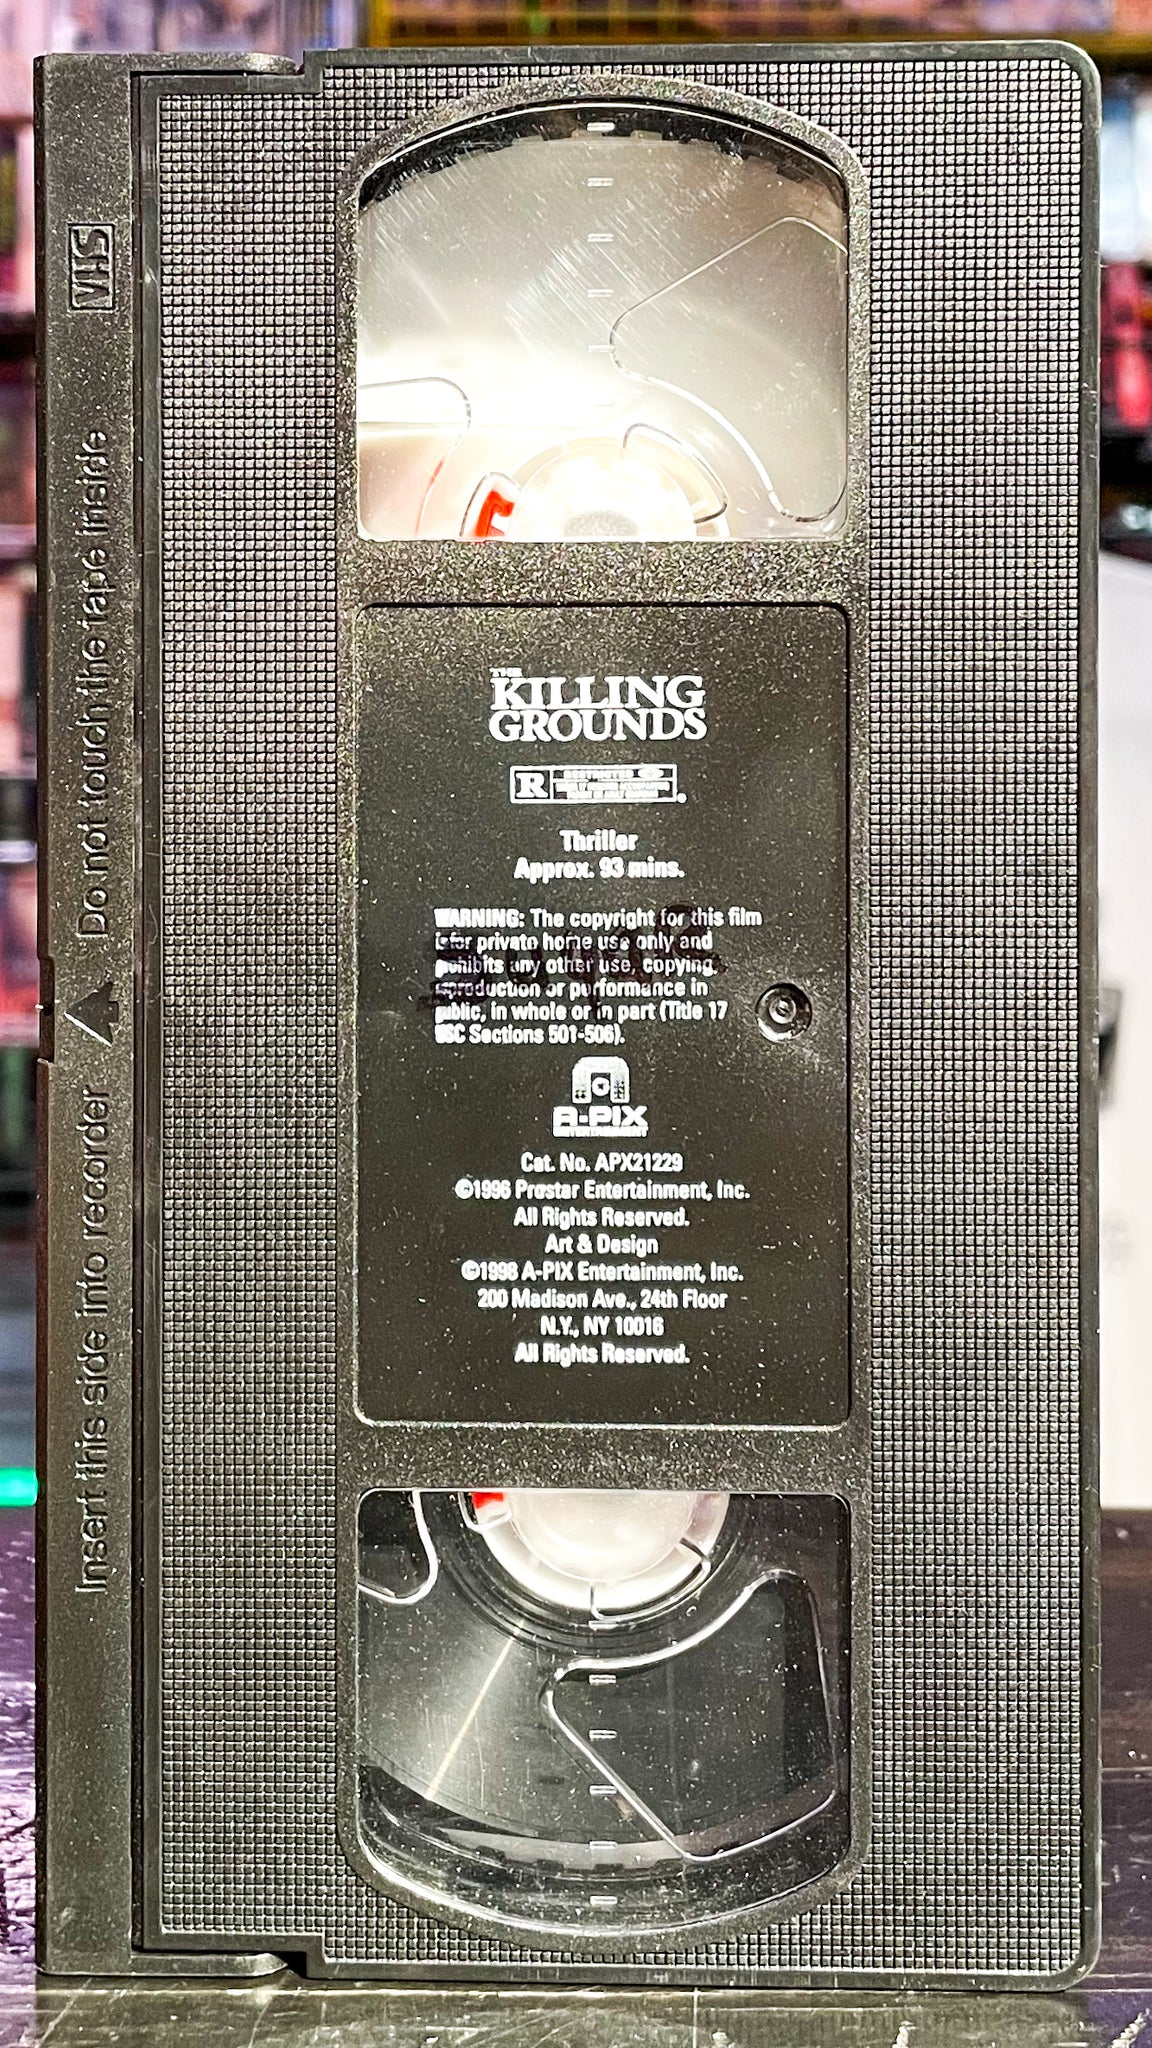 VHS
Do not touch the tape inside
Insert this side into recorder
THE
KILLING
GROUNDS
R RESTRICTED
Thriller
Approx. 93 mins.
WARNING: The copyright for this film
is for private home use only and
prohibits any other use, copying,
reproduction or performance in
public, in whole or in part (Title 17
USC Sections 501-506).
A-PIX
ENTERTAINMENT
Cat. No. APX21229
©1996 Prostar Entertainment, Inc.
All Rights Reserved.
Art & Design
©1998 A-PIX Entertainment, Inc.
200 Madison Ave., 24th Floor
N.Y., NY 10016
All Rights Reserved.